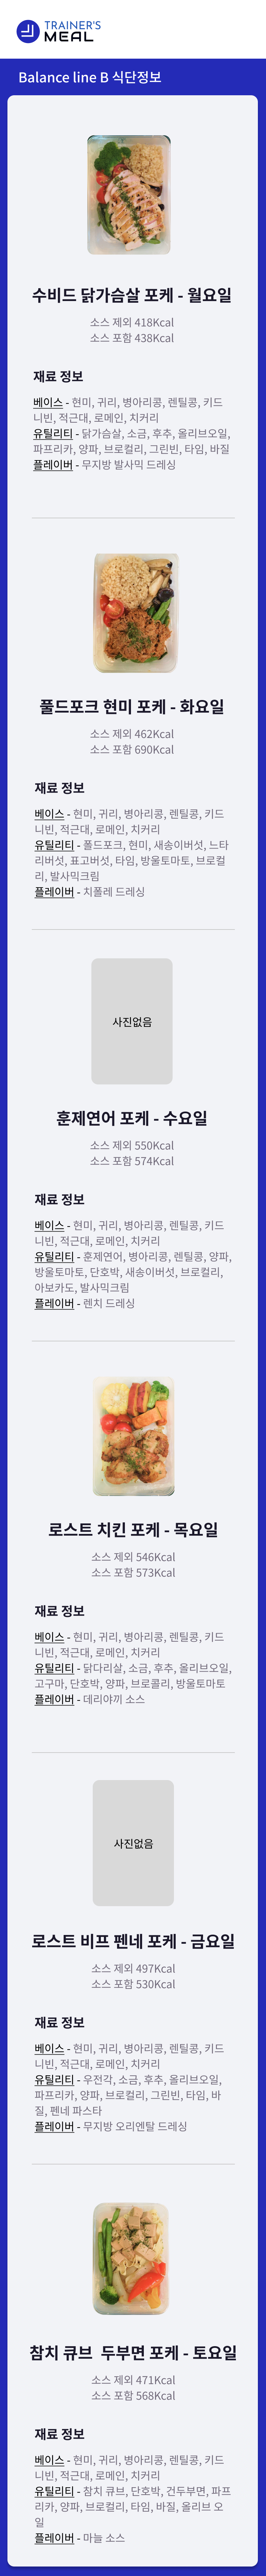 TRAINER'S
MEAL
Balance line B 식단정보
수비드 닭가슴살 포케 - 월요일
소스 제외 418Kcal
소스 포함 438Kcal
재료 정보
베이스 - 현미, 귀리, 병아리콩, 렌틸콩, 키드
니빈, 적근대, 로메인, 치커리
유틸리티 - 닭가슴살, 소금, 후추, 올리브오일,
파프리카, 양파, 브로컬리, 그린빈, 타임, 바질
플레이버 - 무지방 발사믹 드레싱
풀드포크 현미 포케 - 화요일
소스 제외 462Kcal
소스 포함 690Kcal
재료 정보
베이스 - 현미, 귀리, 병아리콩, 렌틸콩, 키드
니빈, 적근대, 로메인, 치커리
유틸리티 - 풀드포크, 현미, 새송이버섯, 느타
리버섯, 표고버섯, 타임, 방울토마토, 브로컬
리, 발사믹크림
플레이버 - 치폴레 드레싱
사진없음
훈제연어 포케 - 수요일
소스 제외 550Kcal
소스 포함 574Kcal
재료 정보
베이스 - 현미, 귀리, 병아리콩, 렌틸콩, 키드
니빈, 적근대, 로메인, 치커리
유틸리티 - 훈제연어, 병아리콩, 렌틸콩, 양파,
방울토마토, 단호박, 새송이버섯, 브로컬리,
아보카도, 발사믹크림
플레이버 - 렌치 드레싱
로스트 치킨 포케 - 목요일
소스 제외 546Kcal
소스 포함 573Kcal
재료 정보
베이스 - 현미, 귀리, 병아리콩, 렌틸콩, 키드
니빈, 적근대, 로메인, 치커리
유틸리티 - 닭다리살, 소금, 후추, 올리브오일,
고구마, 단호박, 양파, 브로콜리, 방울토마토
플레이버 - 데리야끼 소스
사진없음
로스트 비프 펜네 포케 - 금요일
소스 제외 497Kcal
소스 포함 530Kcal
재료 정보
베이스 - 현미, 귀리, 병아리콩, 렌틸콩, 키드
니빈, 적근대, 로메인, 치커리
유틸리티 - 우전각, 소금, 후추, 올리브오일,
파프리카, 양파, 브로컬리, 그린빈, 타임, 바
질, 펜네 파스타
플레이버 - 무지방 오리엔탈 드레싱
참치 큐브 두부면 포케 - 토요일
소스 제외 471Kcal
소스 포함 568Kcal
재료 정보
베이스 - 현미, 귀리, 병아리콩, 렌틸콩, 키드
니빈, 적근대, 로메인, 치커리
유틸리티 - 참치 큐브, 단호박, 건두부면, 파프
리카, 양파, 브로컬리, 타임, 바질, 올리브 오
일
플레이버 - 마늘 소스